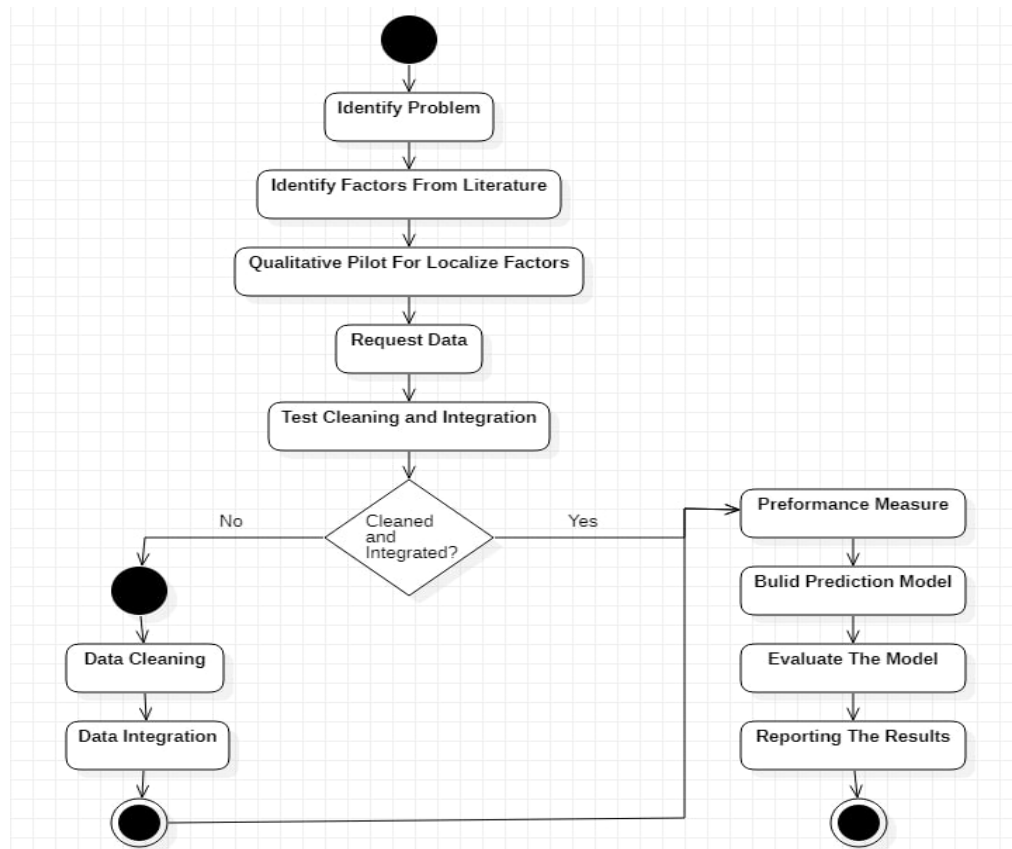 Identify Problem
Identify Factors From Literature
Qualitative Pilot For Localize Factors
Request Data
Test Cleaning and Integration
Cleaned
and
Integrated?
No
Yes
Data Cleaning
Data Integration
Preformance Measure
Bulid Prediction Model
Evaluate The Model
Reporting The Results